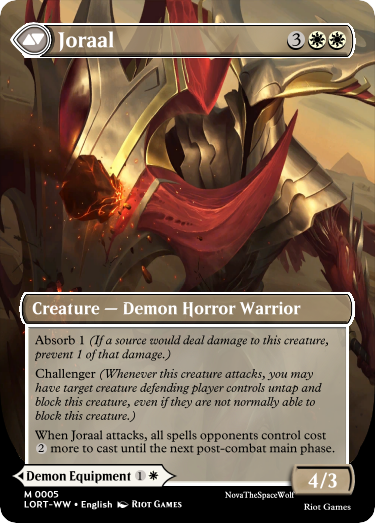 Joraal 3
Creature — Demon Horror Warrior
Absorb 1 (If a source would deal damage to this creature,
prevent 1 of that damage.)
Challenger (Whenever this creature attacks, you may
have target creature defending player controls untap and
block this creature, even if they are not normally able to
block this creature.)
When Joraal attacks, all spells opponents control cost
2 more to cast until the next post-combat main phase.
Demon Equipment 1
4/3
M 0005
LORT-WW • English RIOT GAMES
NovaTheSpaceWolf
Riot Games